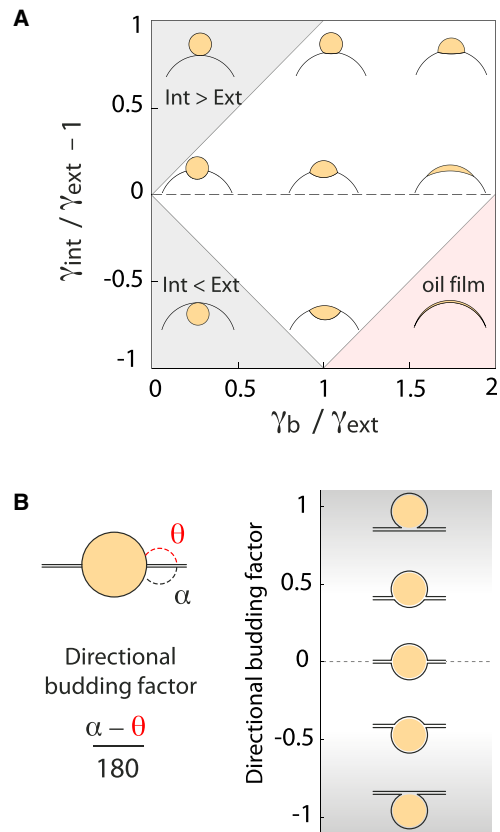 A
γint / γext − 1
1
0.5
0
-0.5
-1
Int > Ext
Int < Ext
oil film
0
0.5
1
1.5
2
γb / γext
B
θ
α
Directional
budding factor
α − θ
180
Directional budding factor
1
0.5
0
-0.5
-1